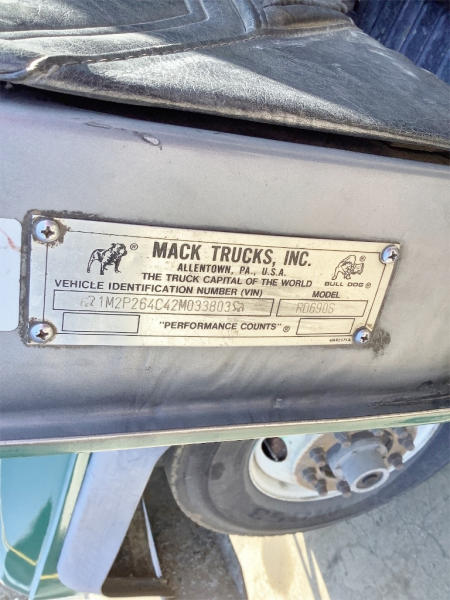 MACK TRUCKS, INC.
ALLENTOWN, PA., U.S.A.
THE TRUCK CAPITAL OF THE WORLD
BULL DOG®
VEHICLE IDENTIFICATION NUMBER (VIN)
MODEL
1M2P264C42M033803
RD690S
"PERFORMANCE COUNTS"®